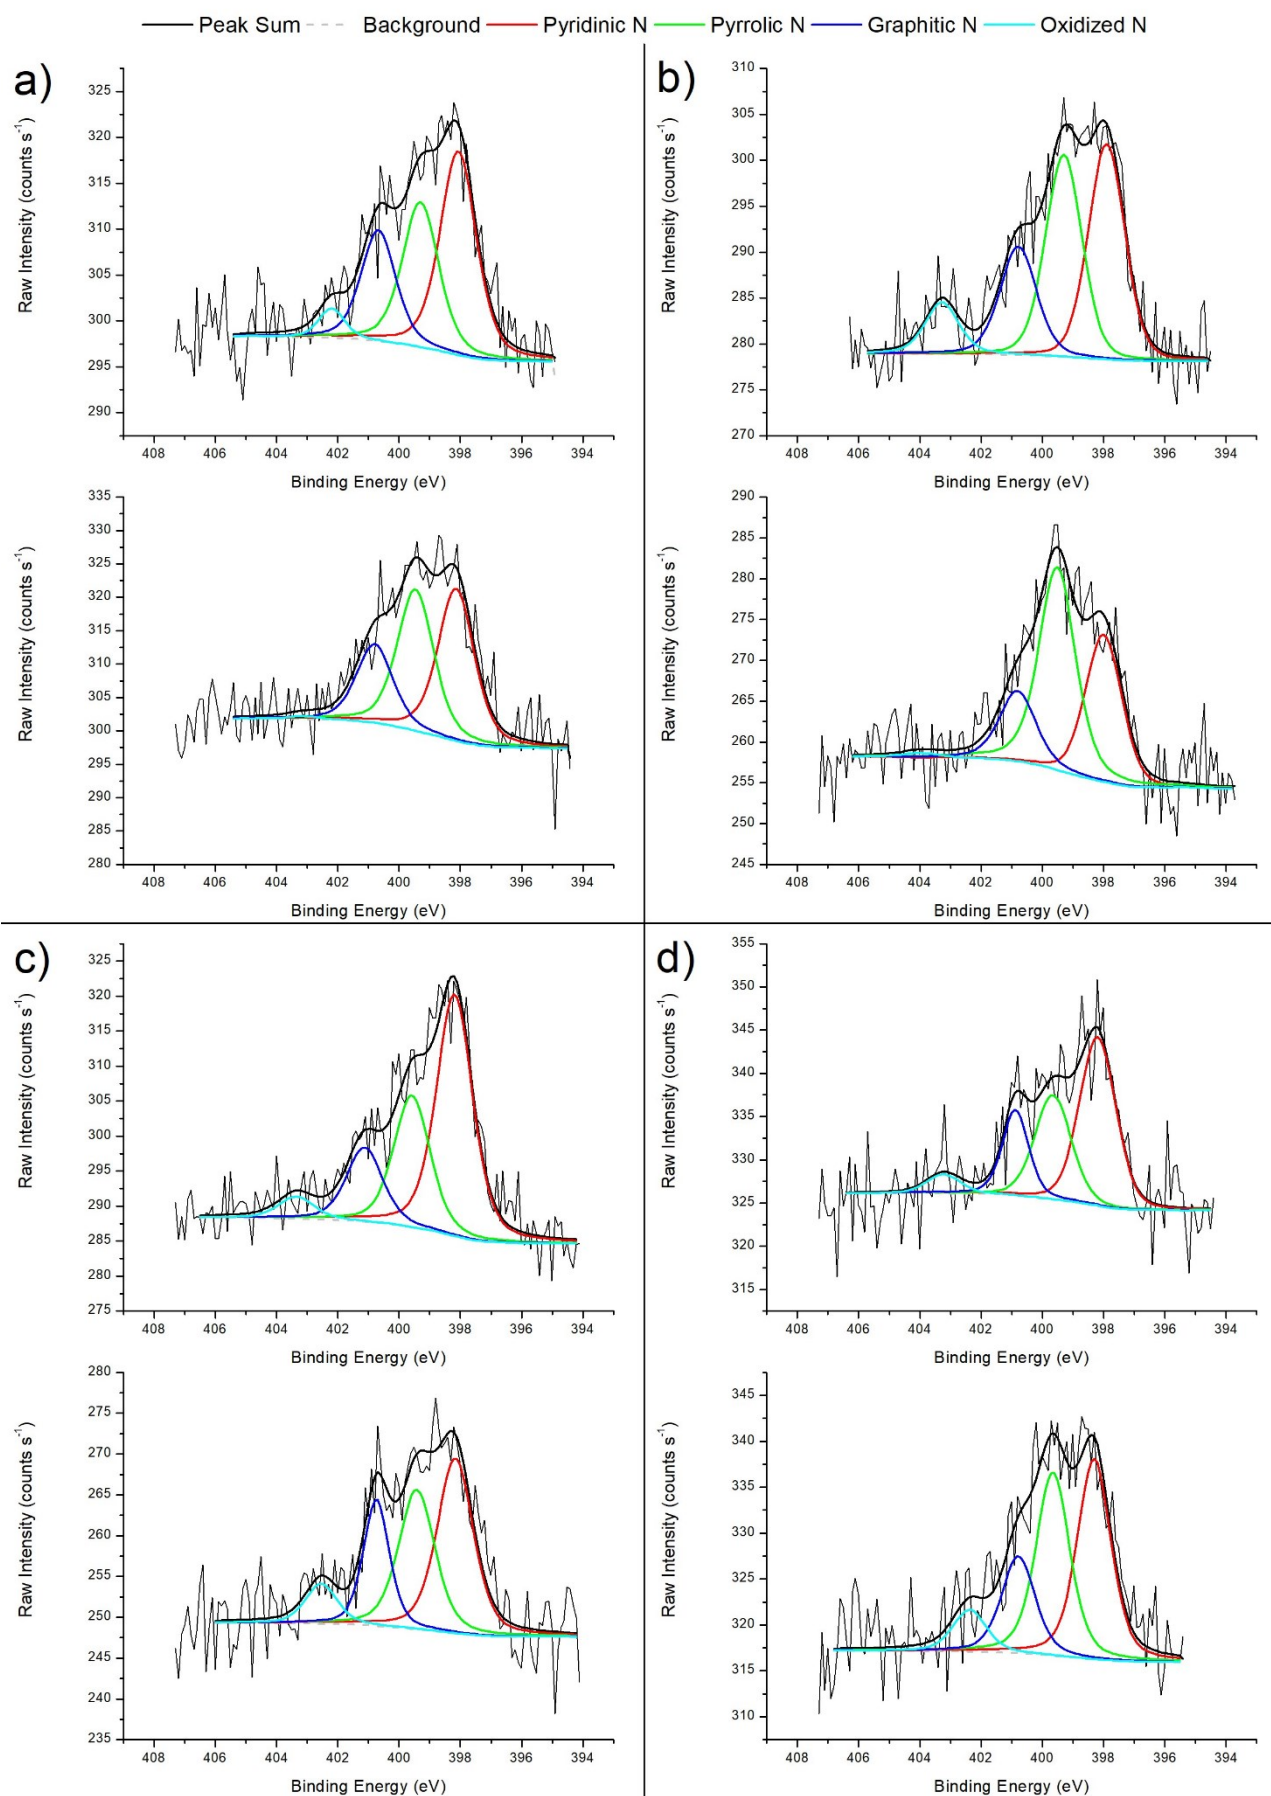 Peak Sum Background Pyridinic N Pyrrolic N Graphitic N Oxidized N
a)
Raw Intensity (counts s⁻¹)
325
320
315
310
305
300
295
290
408 406 404 402 400 398 396 394
Binding Energy (eV)
Raw Intensity (counts s⁻¹)
335
330
325
320
315
310
305
300
295
290
285
280
408 406 404 402 400 398 396 394
Binding Energy (eV)
b)
Raw Intensity (counts s⁻¹)
310
305
300
295
290
285
280
275
270
408 406 404 402 400 398 396 394
Binding Energy (eV)
Raw Intensity (counts s⁻¹)
290
285
280
275
270
265
260
255
250
245
408 406 404 402 400 398 396 394
Binding Energy (eV)
c)
Raw Intensity (counts s⁻¹)
325
320
315
310
305
300
295
290
285
280
275
408 406 404 402 400 398 396 394
Binding Energy (eV)
Raw Intensity (counts s⁻¹)
280
275
270
265
260
255
250
245
240
235
408 406 404 402 400 398 396 394
Binding Energy (eV)
d)
Raw Intensity (counts s⁻¹)
355
350
345
340
335
330
325
320
315
408 406 404 402 400 398 396 394
Binding Energy (eV)
Raw Intensity (counts s⁻¹)
345
340
335
330
325
320
315
310
408 406 404 402 400 398 396 394
Binding Energy (eV)